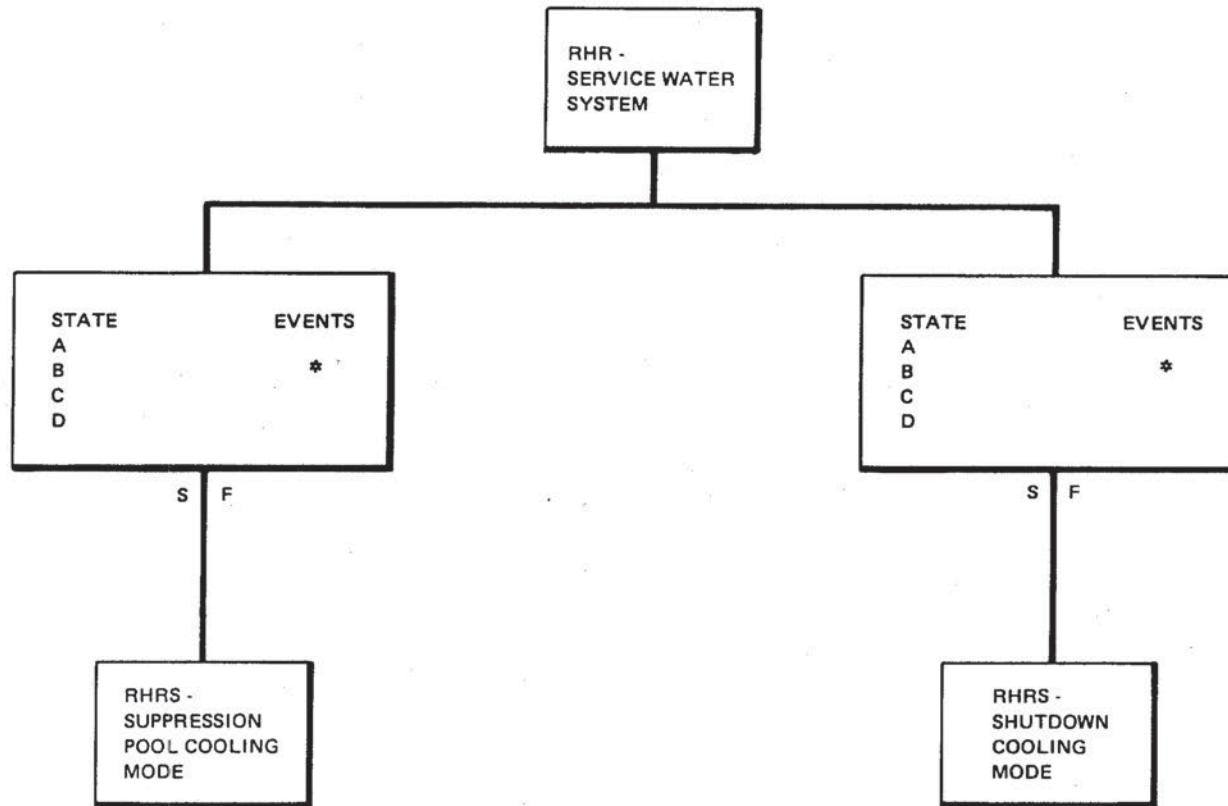 RHR -
SERVICE WATER
SYSTEM
STATE EVENTS
A
B *
C
D
S F
RHRS -
SUPPRESSION
POOL COOLING
MODE
STATE EVENTS
A
B *
C
D
S F
RHRS -
SHUTDOWN
COOLING
MODE